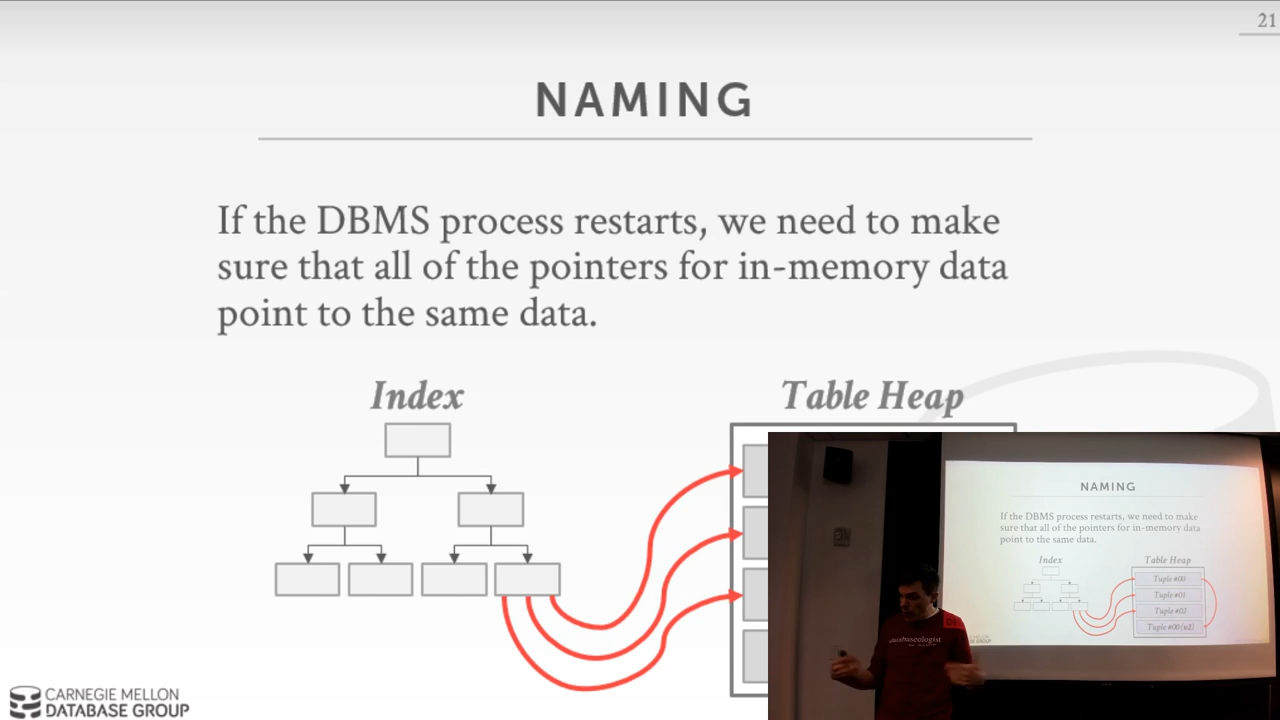 21
NAMING
If the DBMS process restarts, we need to make
sure that all of the pointers for in-memory data
point to the same data.
Index
Table Heap
CARNEGIE MELLON
DATABASE GROUP
NAMING
If the DBMS process restarts, we need to make
sure that all of the pointers for in-memory data
point to the same data.
Index
Table Heap
Tuple #00
Tuple #01
Tuple #02
Tuple #00 (v2)